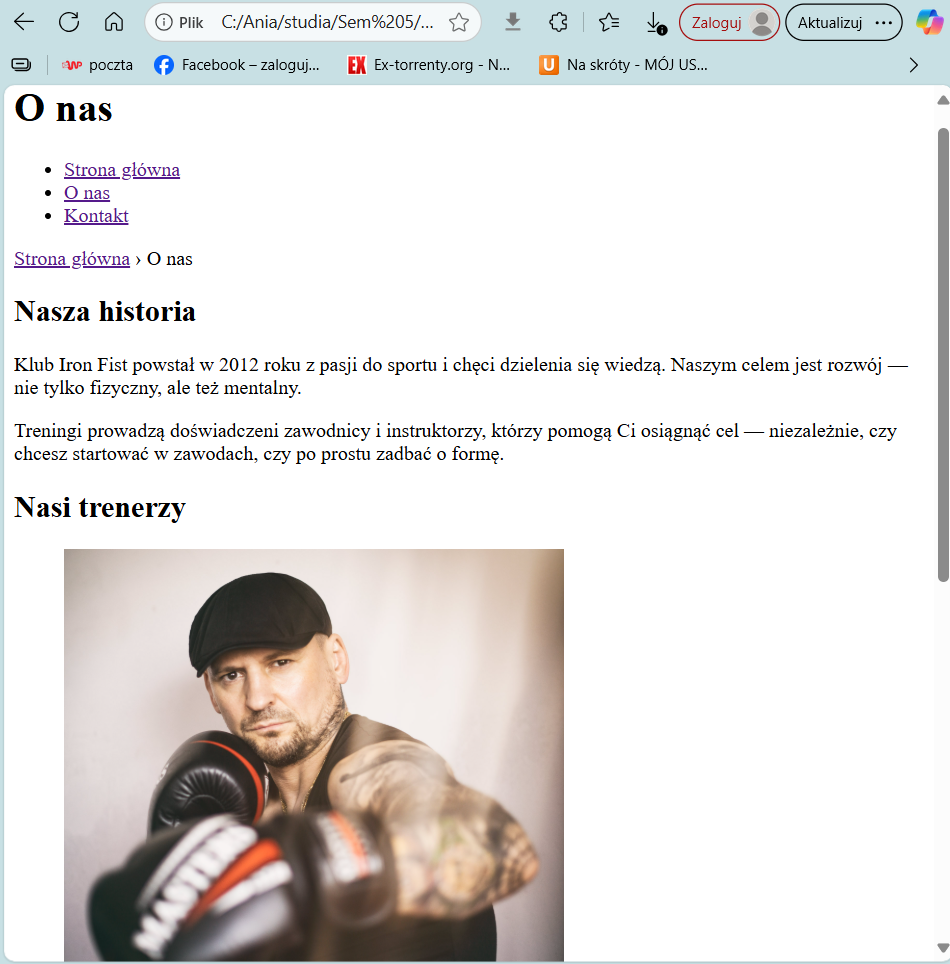 Plik C:/Ania/studia/Sem%205/... Zaloguj Aktualizuj
WP poczta Facebook – zaloguj... EX Ex-torrenty.org - N... U Na skróty - MÓJ US...
O nas
Strona główna
O nas
Kontakt
Strona główna › O nas
Nasza historia
Klub Iron Fist powstał w 2012 roku z pasji do sportu i chęci dzielenia się wiedzą. Naszym celem jest rozwój —
nie tylko fizyczny, ale też mentalny.
Treningi prowadzą doświadczeni zawodnicy i instruktorzy, którzy pomogą Ci osiągnąć cel — niezależnie, czy
chcesz startować w zawodach, czy po prostu zadbać o formę.
Nasi trenerzy
MASTERS